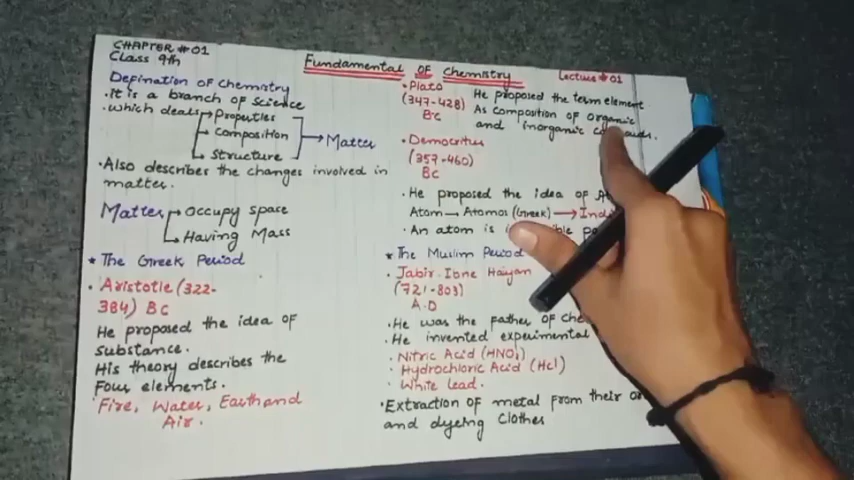 CHAPTER # 01
Class 9th
Fundamental OF Chemistry
Lecture # 01
Defination OF Chemistry
• It is a branch of Science
• which deals
Properties
Composition
Structure
Matter
• Also describes the changes involved in
matter.
Matter
Occupy space
Having Mass
* The Greek Period
• Aristotle (322-
384) BC
He proposed the idea of
substance.
His theory describes the
Four elements.
Fire, Water, Earth and
Air.
• Plato
(347-428)
BC
He proposed the term element
As composition of organic
and inorganic
• Democritus
(357-460)
BC
• He proposed the idea of
Atom → Atomos (Greek) →
• An atom is
* The Muslim Period
• Jabir-Ibne Haiyan
(721-803)
A.D
• He was the father of
• He invented experimental
• Nitric Acid (HNO3)
• Hydrochloric Acid (HCl)
• White Lead.
• Extraction of metal from their
and dyeing Clothes